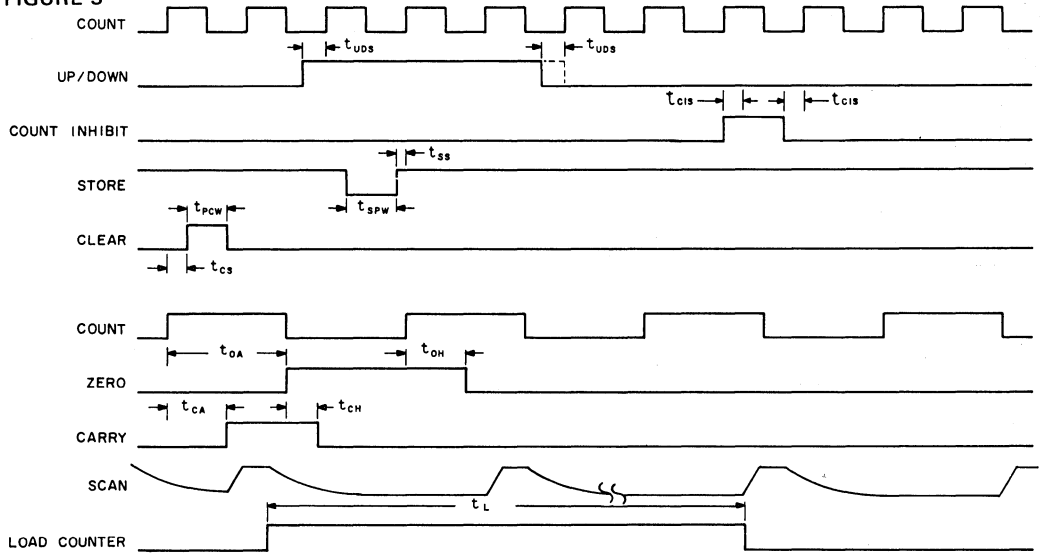 FIGURE 3
COUNT
tUDS tUDS
UP/DOWN
tCIS tCIS
COUNT INHIBIT
tSS
STORE
tPCW tSPW
CLEAR
tCS
COUNT
tOA tOH
ZERO
tCA tCH
CARRY
SCAN
tL
LOAD COUNTER